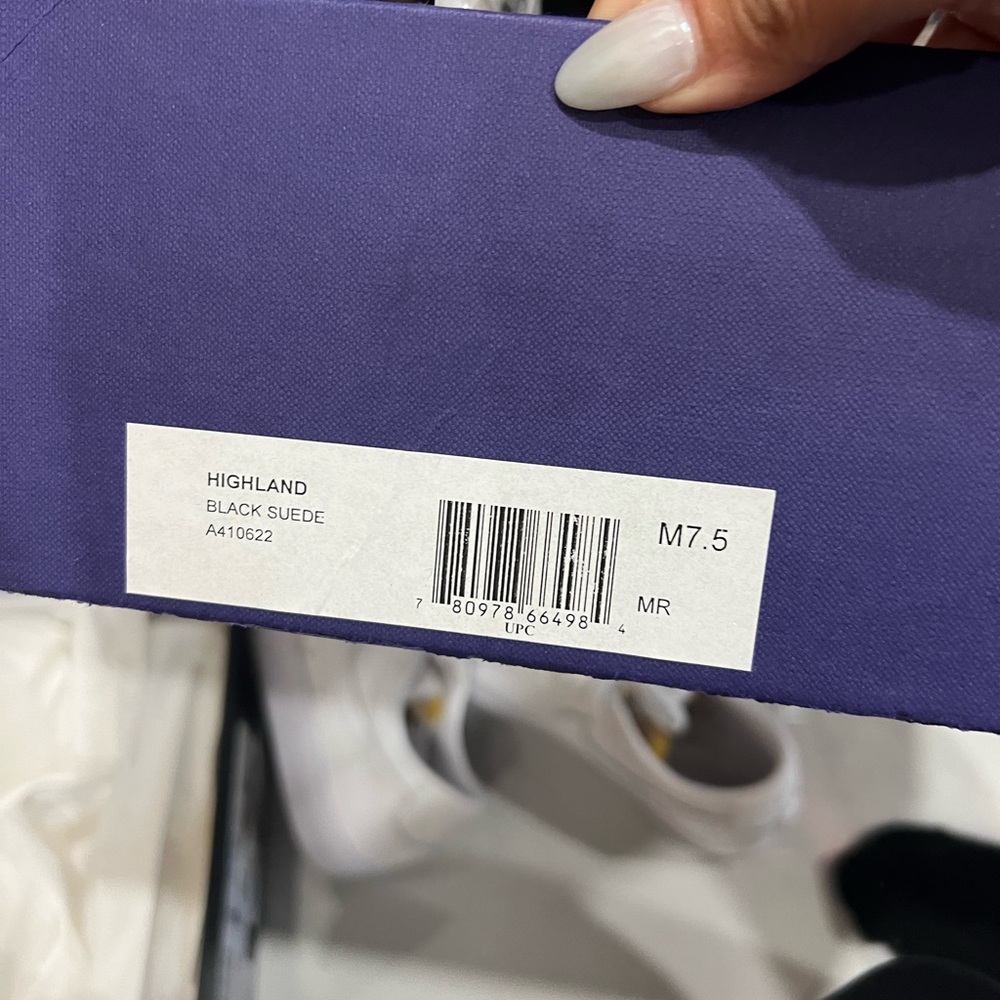 HIGHLAND
BLACK SUEDE
A410622
M7.5
7 80978 66498 4
UPC
MR